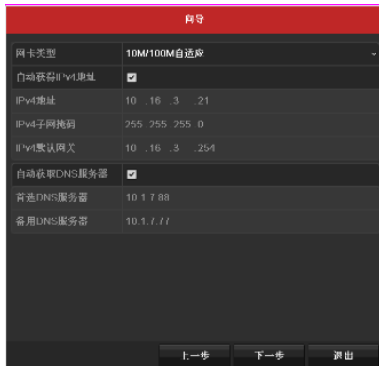 向导
网卡类型 10M/100M自适应
自动获得IPv4地址
IPv4地址 10 .16 .3 .21
IPv4子网掩码 255 255 255 0
IPv4默认网关 10 .16 .3 .254
自动获取DNS服务器
首选DNS服务器 10.1.7.88
备用DNS服务器 10.1.7.77
上一步 下一步 退出